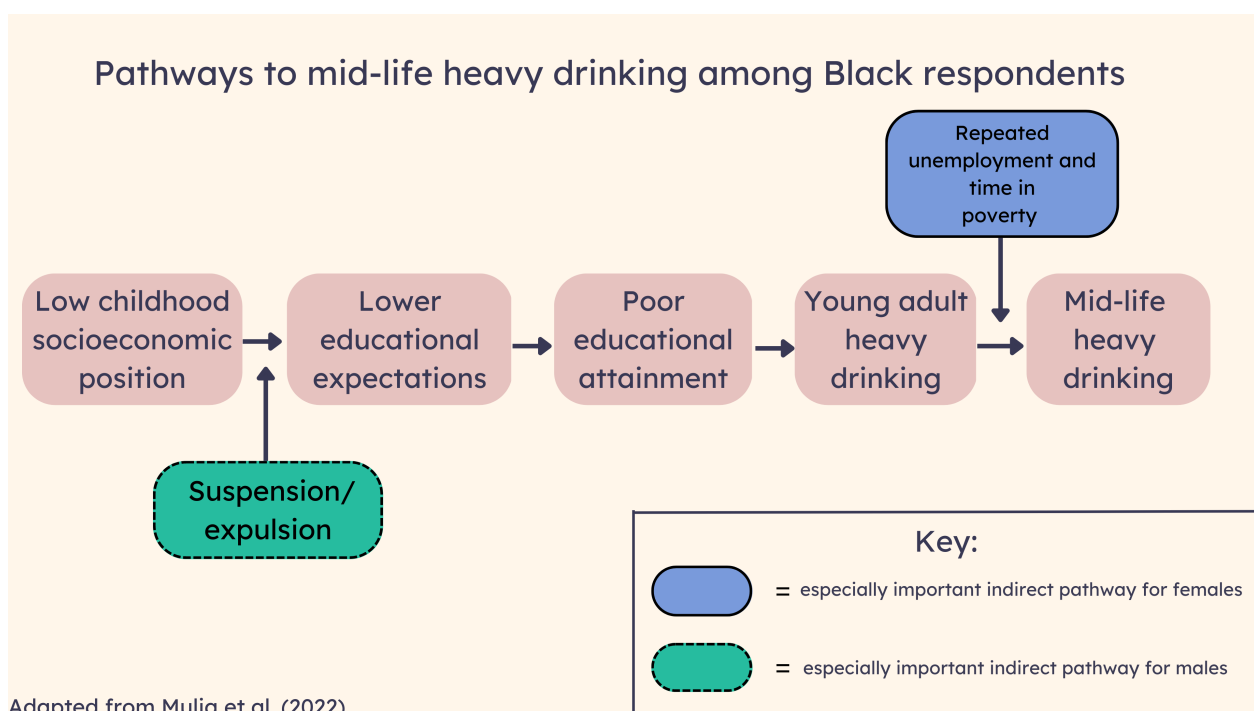 Pathways to mid-life heavy drinking among Black respondents
Repeated
unemployment and
time in
poverty
Low childhood
socioeconomic
position
Lower
educational
expectations
Poor
educational
attainment
Young adult
heavy
drinking
Mid-life
heavy
drinking
Suspension/
expulsion
Key:
= especially important indirect pathway for females
= especially important indirect pathway for males
Adapted from Mulia et al. (2022)